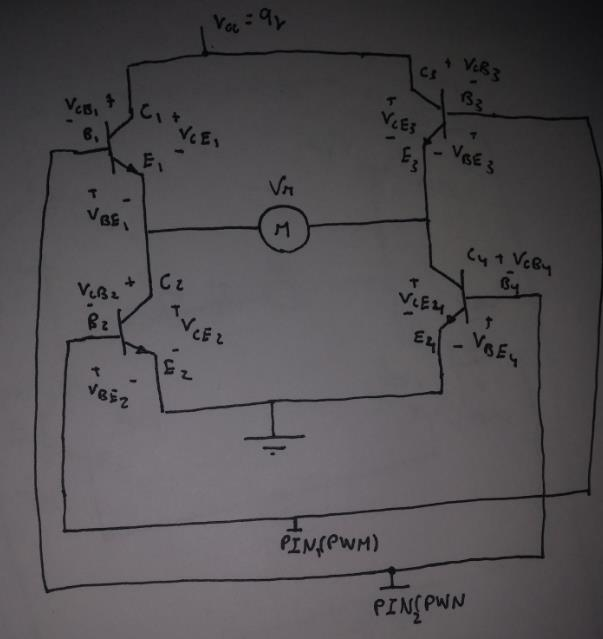 Vcc = 9v
C3 + VCB3 -
VCB1 + -
C1 +
B3
B1
VCE1 -
+ VCE3 -
E1
E3
- VBE3 +
+ VBE1 -
VM
M
C4 + VCB4 -
VCB2 + -
C2
B4
B2
+ VCE2 -
+ VCE4 -
E4
E2
- VBE4 +
+ VBE2 -
PIN1(PWM)
PIN2(PWM